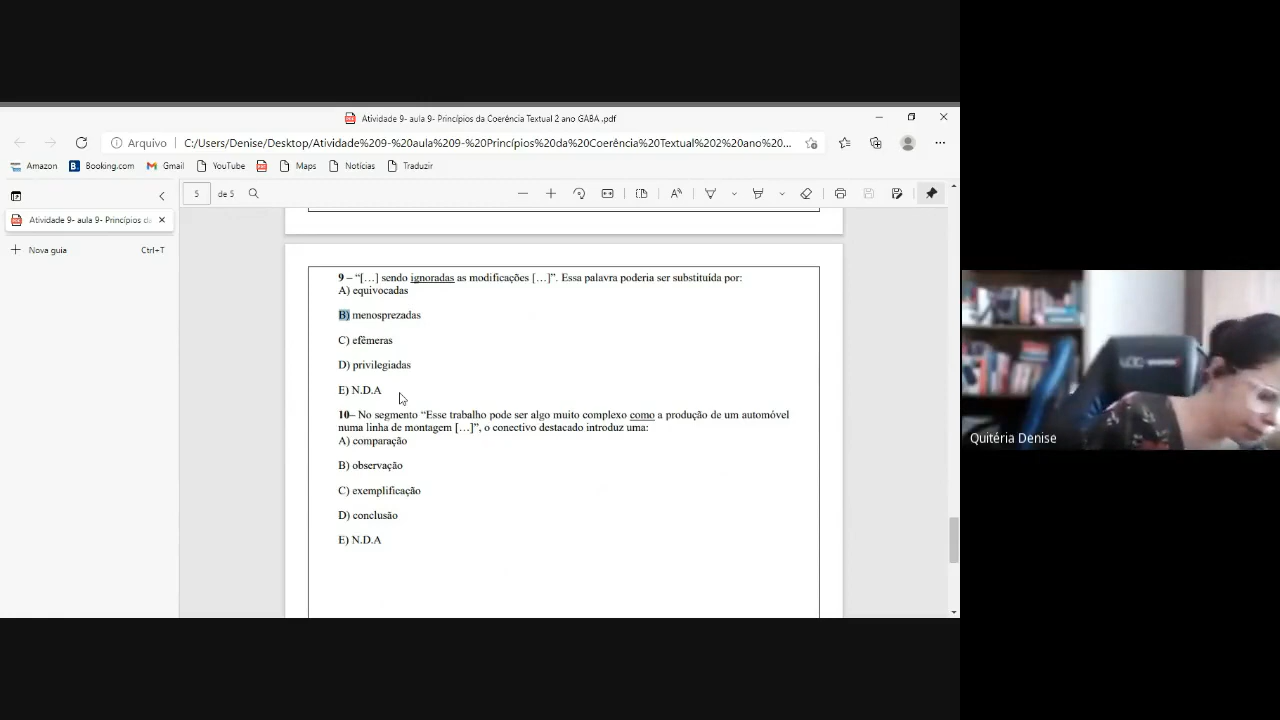 Atividade 9- aula 9- Princípios da Coerência Textual 2 ano GABA .pdf
Arquivo
C:/Users/Denise/Desktop/Atividade%209-%20aula%209-%20Princípios%20da%20Coerência%20Textual%202%20ano%20...
Amazon Booking.com Gmail YouTube Maps Notícias Traduzir
5 de 5
Atividade 9- aula 9- Princípios da
Nova guia Ctrl+T
9 – “[…] sendo ignoradas as modificações […]”. Essa palavra poderia ser substituída por:
A) equivocadas
B) menosprezadas
C) efêmeras
D) privilegiadas
E) N.D.A
10– No segmento “Esse trabalho pode ser algo muito complexo como a produção de um automóvel
numa linha de montagem […]”, o conectivo destacado introduz uma:
A) comparação
B) observação
C) exemplificação
D) conclusão
E) N.D.A
Quitéria Denise